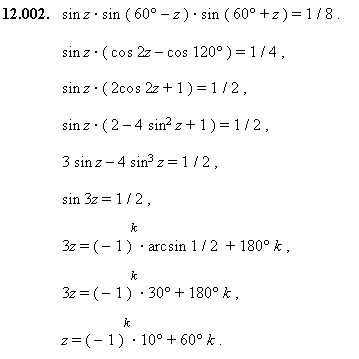 12.002. sin z · sin ( 60° – z ) · sin ( 60° + z ) = 1 / 8 .
sin z · ( cos 2z – cos 120° ) = 1 / 4 ,
sin z · ( 2cos 2z + 1 ) = 1 / 2 ,
sin z · ( 2 – 4 sin² z + 1 ) = 1 / 2 ,
3 sin z – 4 sin³ z = 1 / 2 ,
sin 3z = 1 / 2 ,
3z = ( – 1 )ᵏ · arcsin 1 / 2 + 180° k ,
3z = ( – 1 )ᵏ · 30° + 180° k ,
z = ( – 1 )ᵏ · 10° + 60° k .